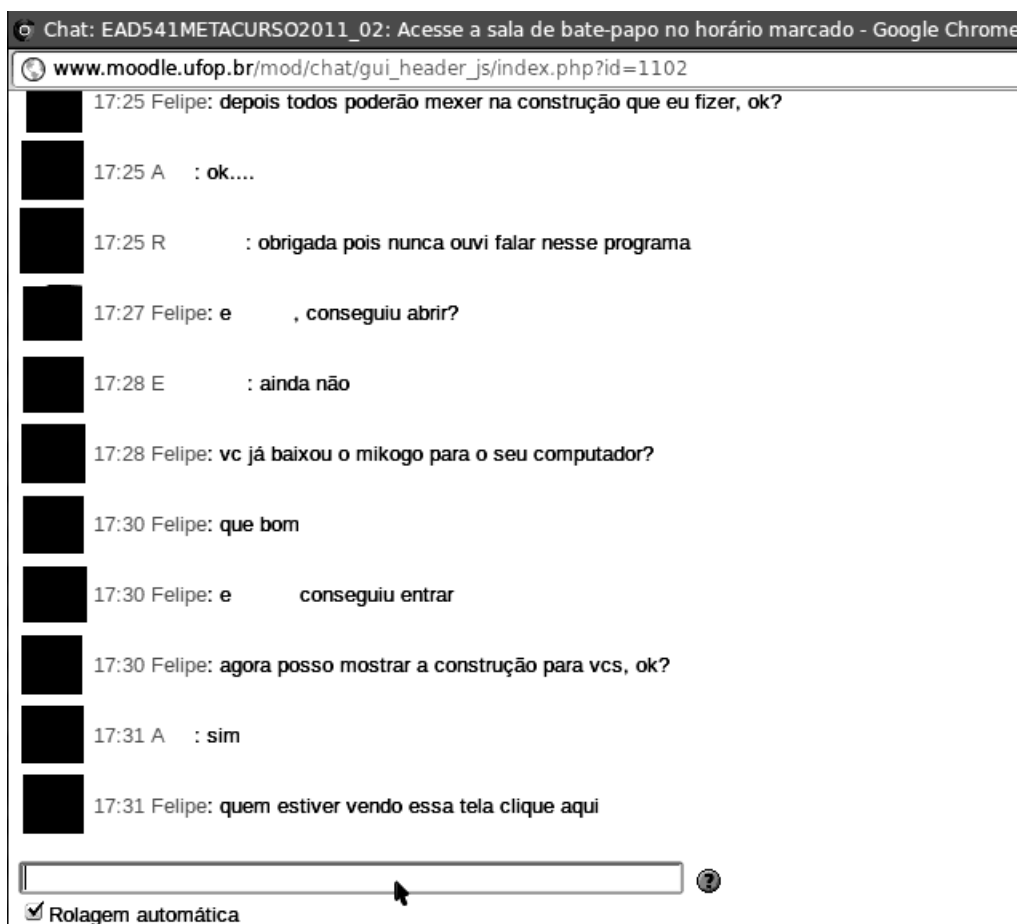 Chat: EAD541METACURSO2011_02: Acesse a sala de bate-papo no horário marcado - Google Chrome
www.moodle.ufop.br/mod/chat/gui_header_js/index.php?id=1102
17:25 Felipe: depois todos poderão mexer na construção que eu fizer, ok?
17:25 A : ok....
17:25 R : obrigada pois nunca ouvi falar nesse programa
17:27 Felipe: e , conseguiu abrir?
17:28 E : ainda não
17:28 Felipe: vc já baixou o mikogo para o seu computador?
17:30 Felipe: que bom
17:30 Felipe: e conseguiu entrar
17:30 Felipe: agora posso mostrar a construção para vcs, ok?
17:31 A : sim
17:31 Felipe: quem estiver vendo essa tela clique aqui
?
Rolagem automática